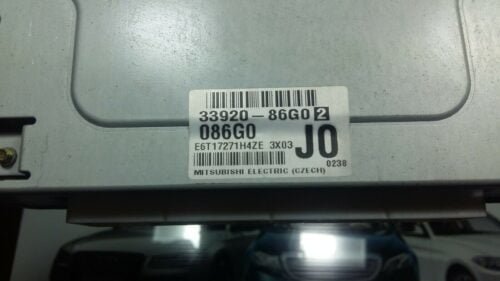 33920-86G0 2
086G0
E6T17271H4ZE 3X03 J0
0238
MITSUBISHI ELECTRIC (CZECH)